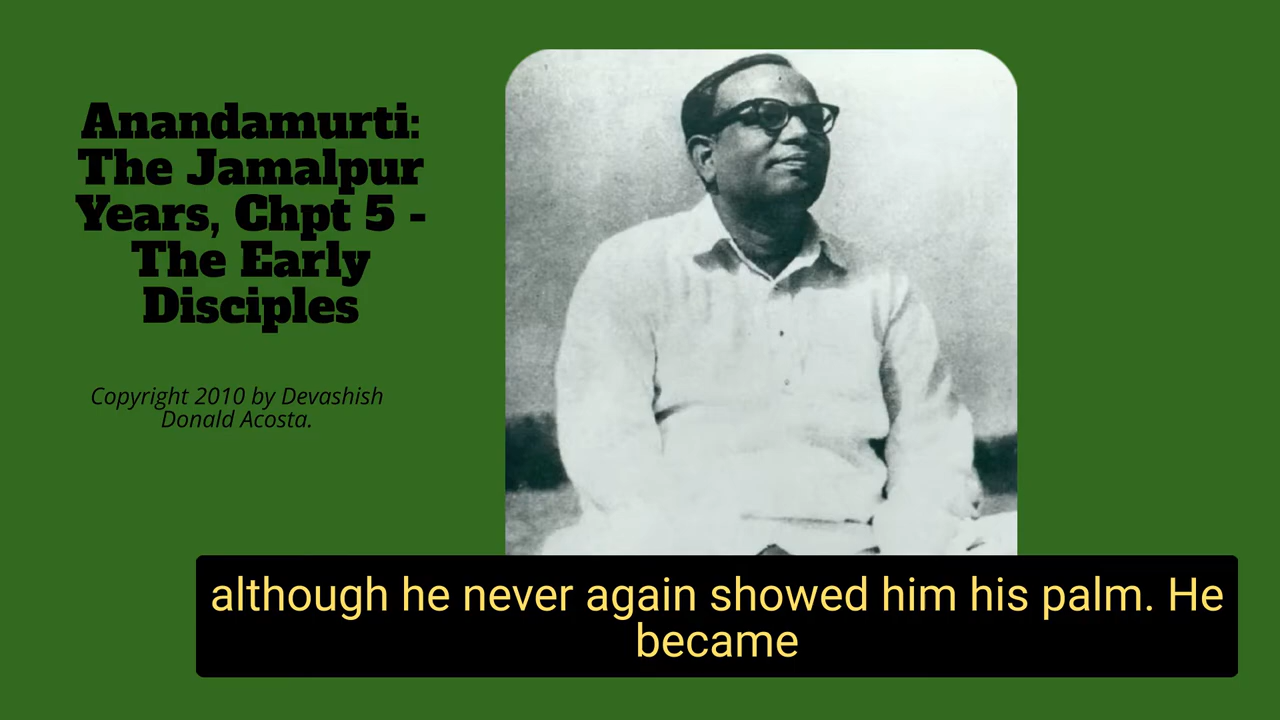 Anandamurti:
The Jamalpur
Years, Chpt 5 -
The Early
Disciples
Copyright 2010 by Devashish
Donald Acosta.
although he never again showed him his palm. He
became